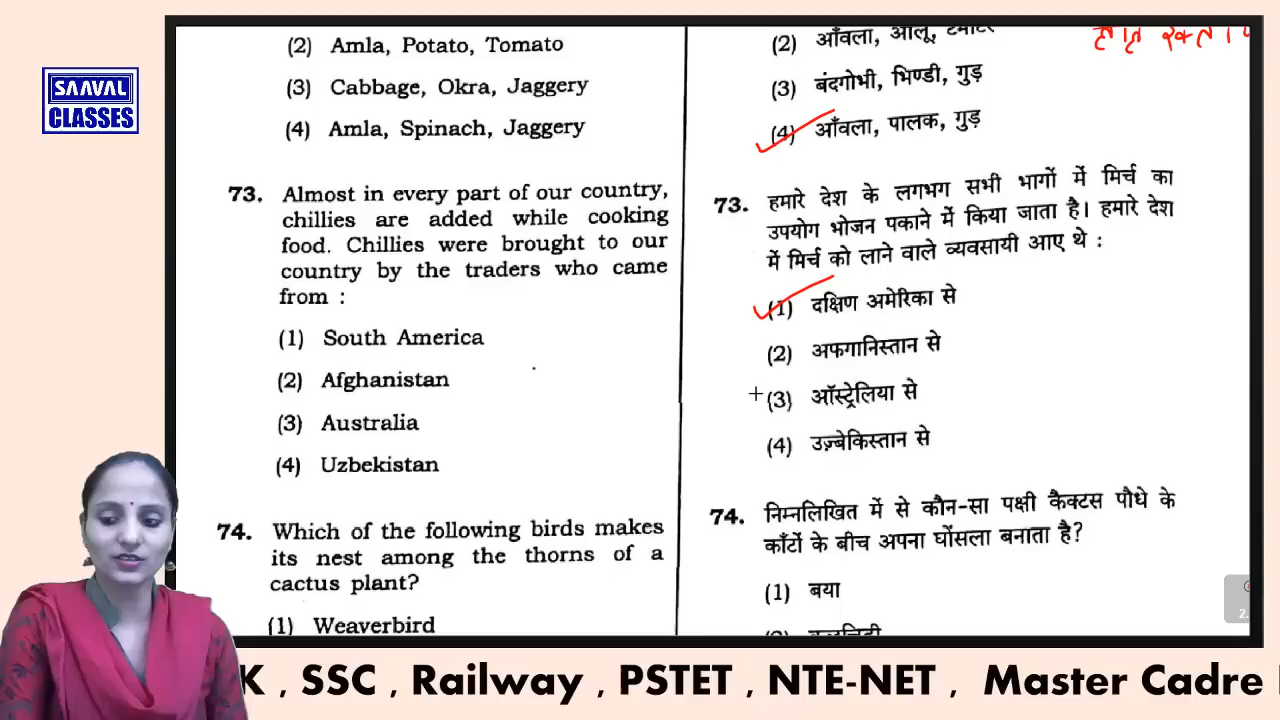 SAAVAL
CLASSES
(2) Amla, Potato, Tomato
(3) Cabbage, Okra, Jaggery
(4) Amla, Spinach, Jaggery
73. Almost in every part of our country,
chillies are added while cooking
food. Chillies were brought to our
country by the traders who came
from :
(1) South America
(2) Afghanistan
(3) Australia
(4) Uzbekistan
74. Which of the following birds makes
its nest among the thorns of a
cactus plant?
(1) Weaverbird
(2) आँवला, आलू, टमाटर
(3) बंदगोभी, भिण्डी, गुड़
(4) आँवला, पालक, गुड़
73. हमारे देश के लगभग सभी भागों में मिर्च का
उपयोग भोजन पकाने में किया जाता है। हमारे देश
में मिर्च को लाने वाले व्यवसायी आए थे :
(1) दक्षिण अमेरिका से
(2) अफगानिस्तान से
(3) ऑस्ट्रेलिया से
(4) उज़्बेकिस्तान से
74. निम्नलिखित में से कौन-सा पक्षी कैक्टस पौधे के
काँटों के बीच अपना घोंसला बनाता है?
(1) बया
K , SSC , Railway , PSTET , NTE-NET , Master Cadre